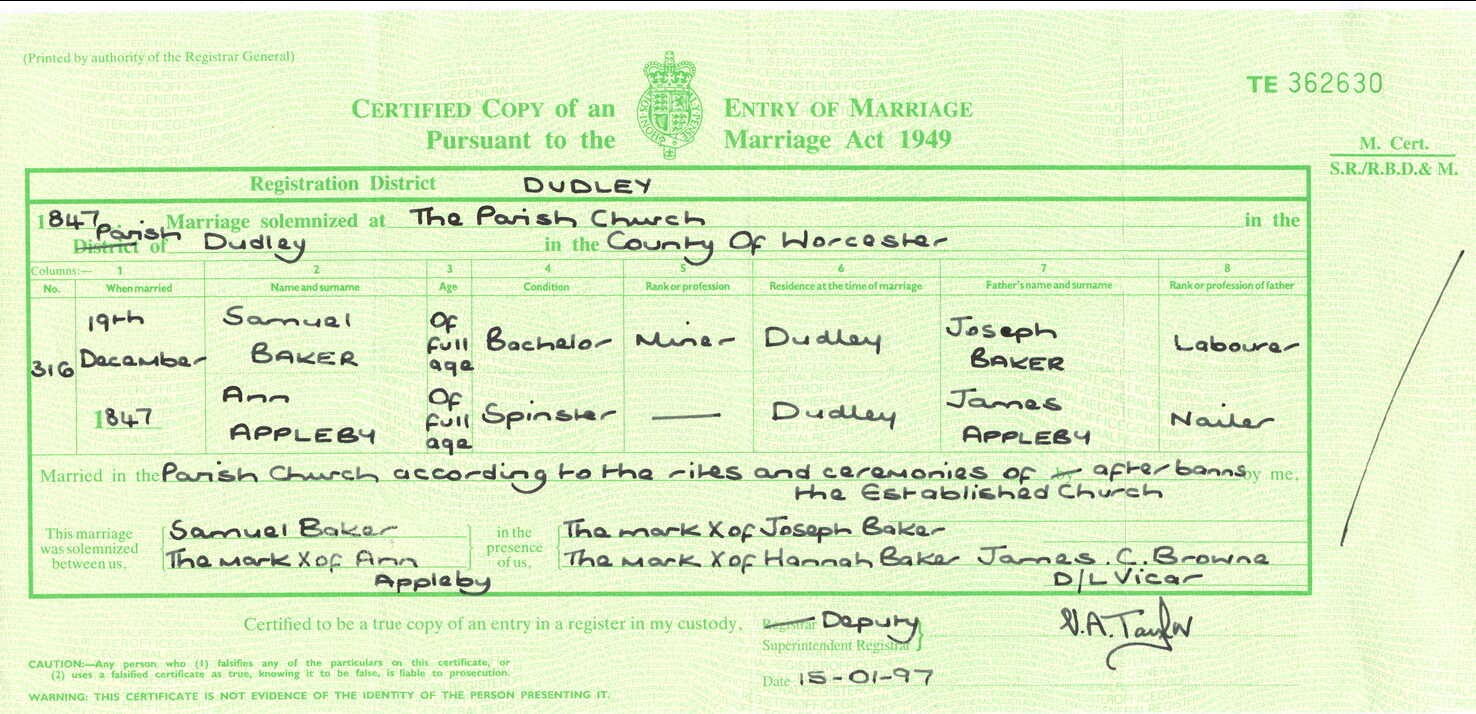 (Printed by authority of the Registrar General)
TE 362630
CERTIFIED COPY of an ENTRY OF MARRIAGE
Pursuant to the Marriage Act 1949
M. Cert.
S.R./R.B.D.& M.
Registration District DUDLEY
1847 Marriage solemnized at The Parish Church in the
Parish
District of Dudley in the County Of Worcester
Columns:— 1 2 3 4 5 6 7 8
No. When married Name and surname Age Condition Rank or profession Residence at the time of marriage Father's name and surname Rank or profession of father
316 19th December 1847 Samuel BAKER Of full age Bachelor Miner Dudley Joseph BAKER Labourer
Ann APPLEBY Of full age Spinster — Dudley James APPLEBY Nailer
Married in the Parish Church according to the rites and ceremonies of by after banns by me,
the Established Church
This marriage was solemnized between us, Samuel Baker
The mark X of Ann Appleby
in the presence of us, The mark X of Joseph Baker
The mark X of Hannah Baker James. C. Browne
D/L Vicar
Certified to be a true copy of an entry in a register in my custody,
Registrar Deputy
Superintendent Registrar
Date 15-01-97
CAUTION:—Any person who (1) falsifies any of the particulars on this certificate, or
(2) uses a falsified certificate as true, knowing it to be false, is liable to prosecution.
WARNING: THIS CERTIFICATE IS NOT EVIDENCE OF THE IDENTITY OF THE PERSON PRESENTING IT.